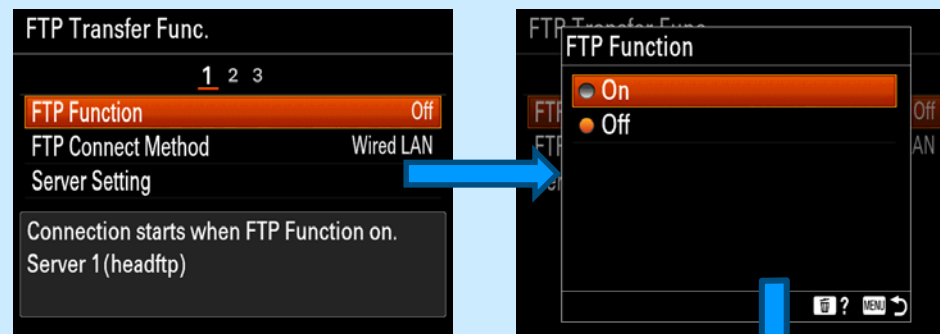 FTP Transfer Func.
1 2 3
FTP Function Off
FTP Connect Method Wired LAN
Server Setting
Connection starts when FTP Function on.
Server 1(headftp)
FTP Function
On
Off
? MENU